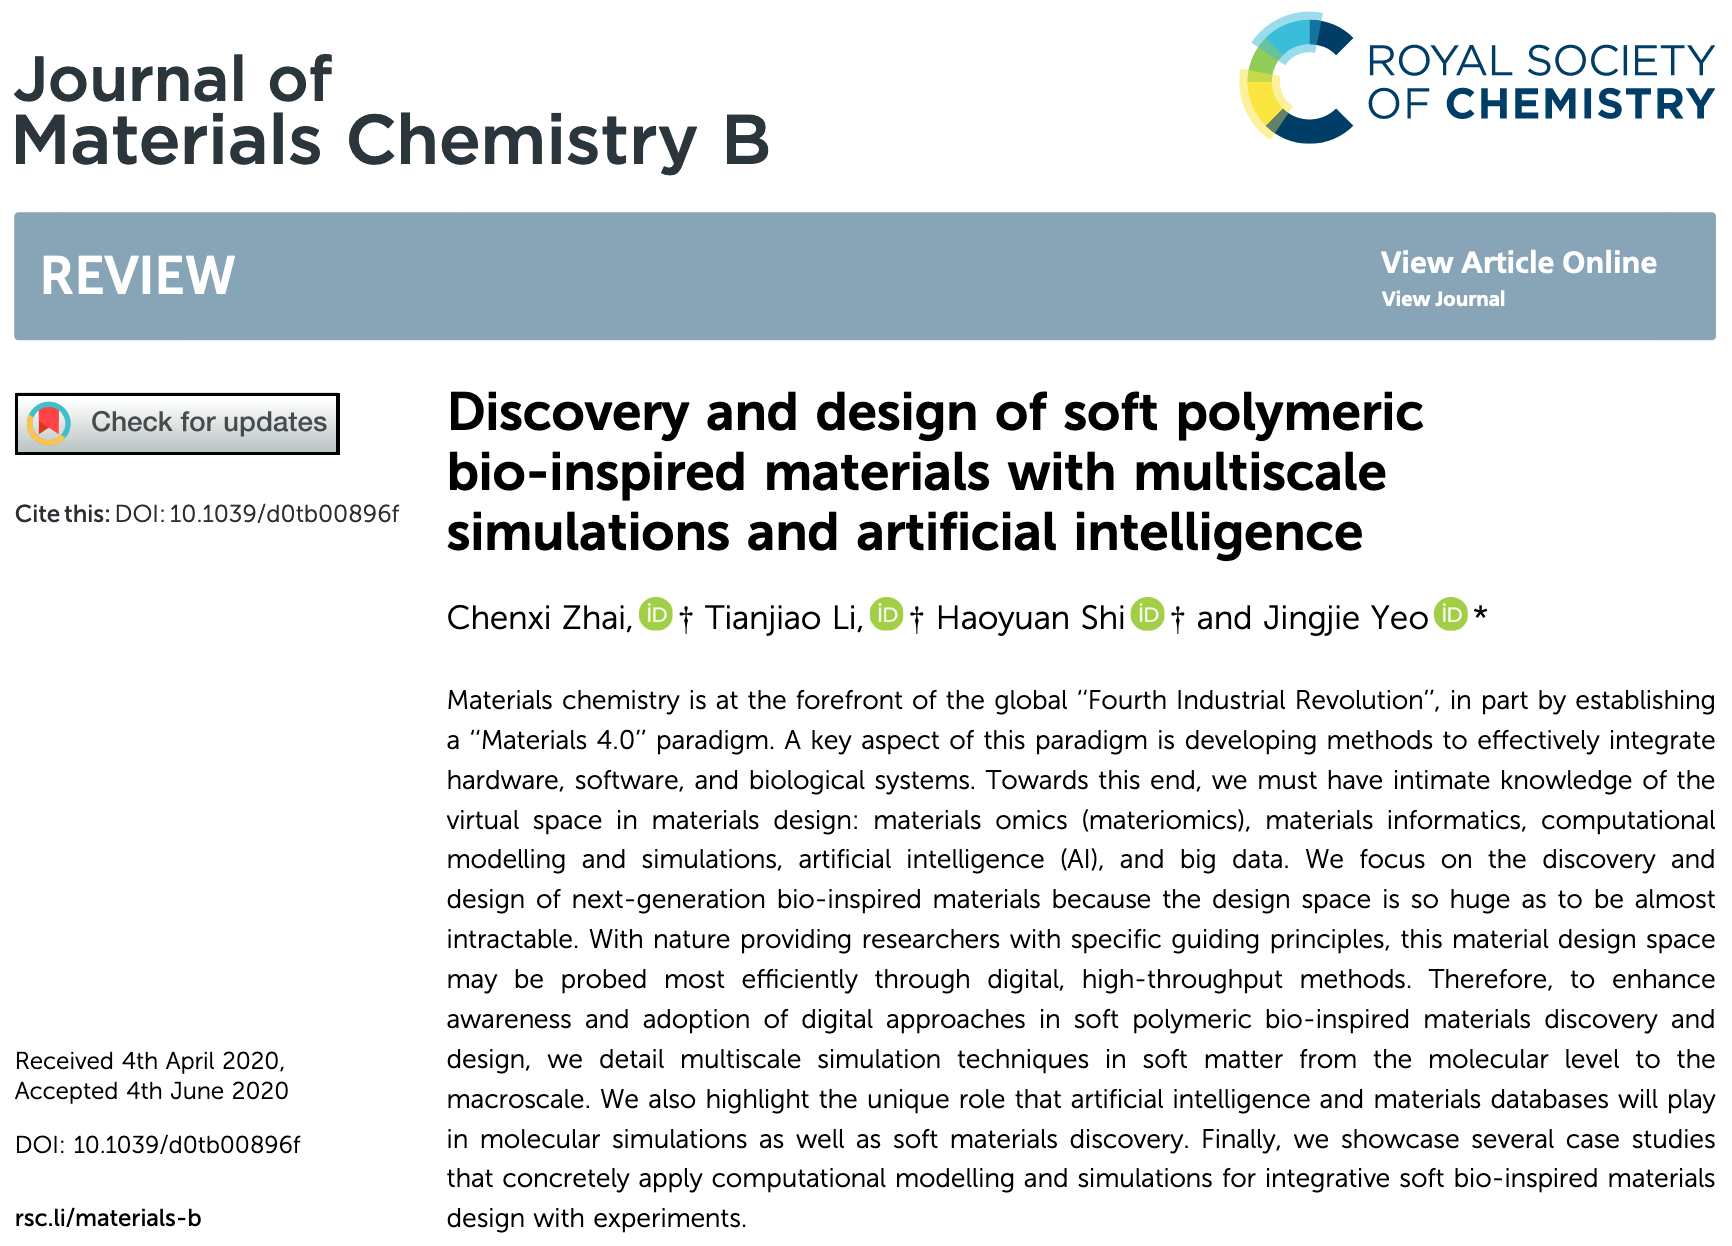 Journal of
Materials Chemistry B
ROYAL SOCIETY
OF CHEMISTRY
REVIEW
View Article Online
View Journal
Check for updates
Cite this: DOI: 10.1039/d0tb00896f
Discovery and design of soft polymeric
bio-inspired materials with multiscale
simulations and artificial intelligence
Chenxi Zhai, iD † Tianjiao Li, iD † Haoyuan Shi iD † and Jingjie Yeo iD *
Materials chemistry is at the forefront of the global ‘‘Fourth Industrial Revolution’’, in part by establishing
a ‘‘Materials 4.0’’ paradigm. A key aspect of this paradigm is developing methods to effectively integrate
hardware, software, and biological systems. Towards this end, we must have intimate knowledge of the
virtual space in materials design: materials omics (materiomics), materials informatics, computational
modelling and simulations, artificial intelligence (AI), and big data. We focus on the discovery and
design of next-generation bio-inspired materials because the design space is so huge as to be almost
intractable. With nature providing researchers with specific guiding principles, this material design space
may be probed most efficiently through digital, high-throughput methods. Therefore, to enhance
awareness and adoption of digital approaches in soft polymeric bio-inspired materials discovery and
design, we detail multiscale simulation techniques in soft matter from the molecular level to the
macroscale. We also highlight the unique role that artificial intelligence and materials databases will play
in molecular simulations as well as soft materials discovery. Finally, we showcase several case studies
that concretely apply computational modelling and simulations for integrative soft bio-inspired materials
design with experiments.
Received 4th April 2020,
Accepted 4th June 2020
DOI: 10.1039/d0tb00896f
rsc.li/materials-b